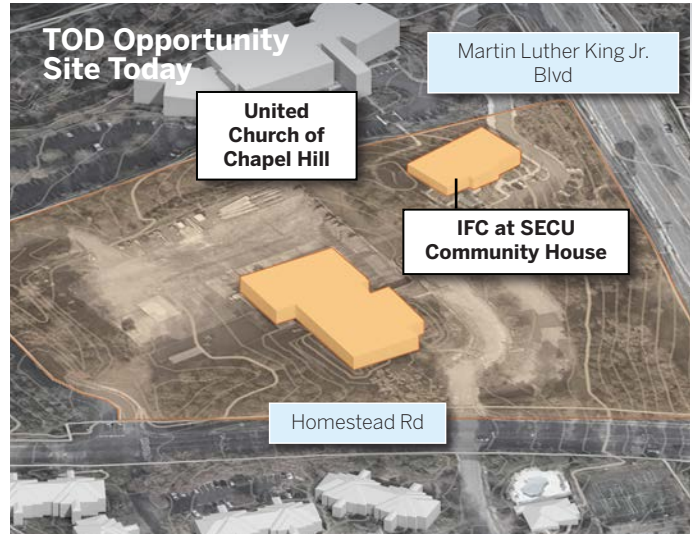 TOD Opportunity
Site Today
Martin Luther King Jr.
Blvd
United
Church of
Chapel Hill
IFC at SECU
Community House
Homestead Rd